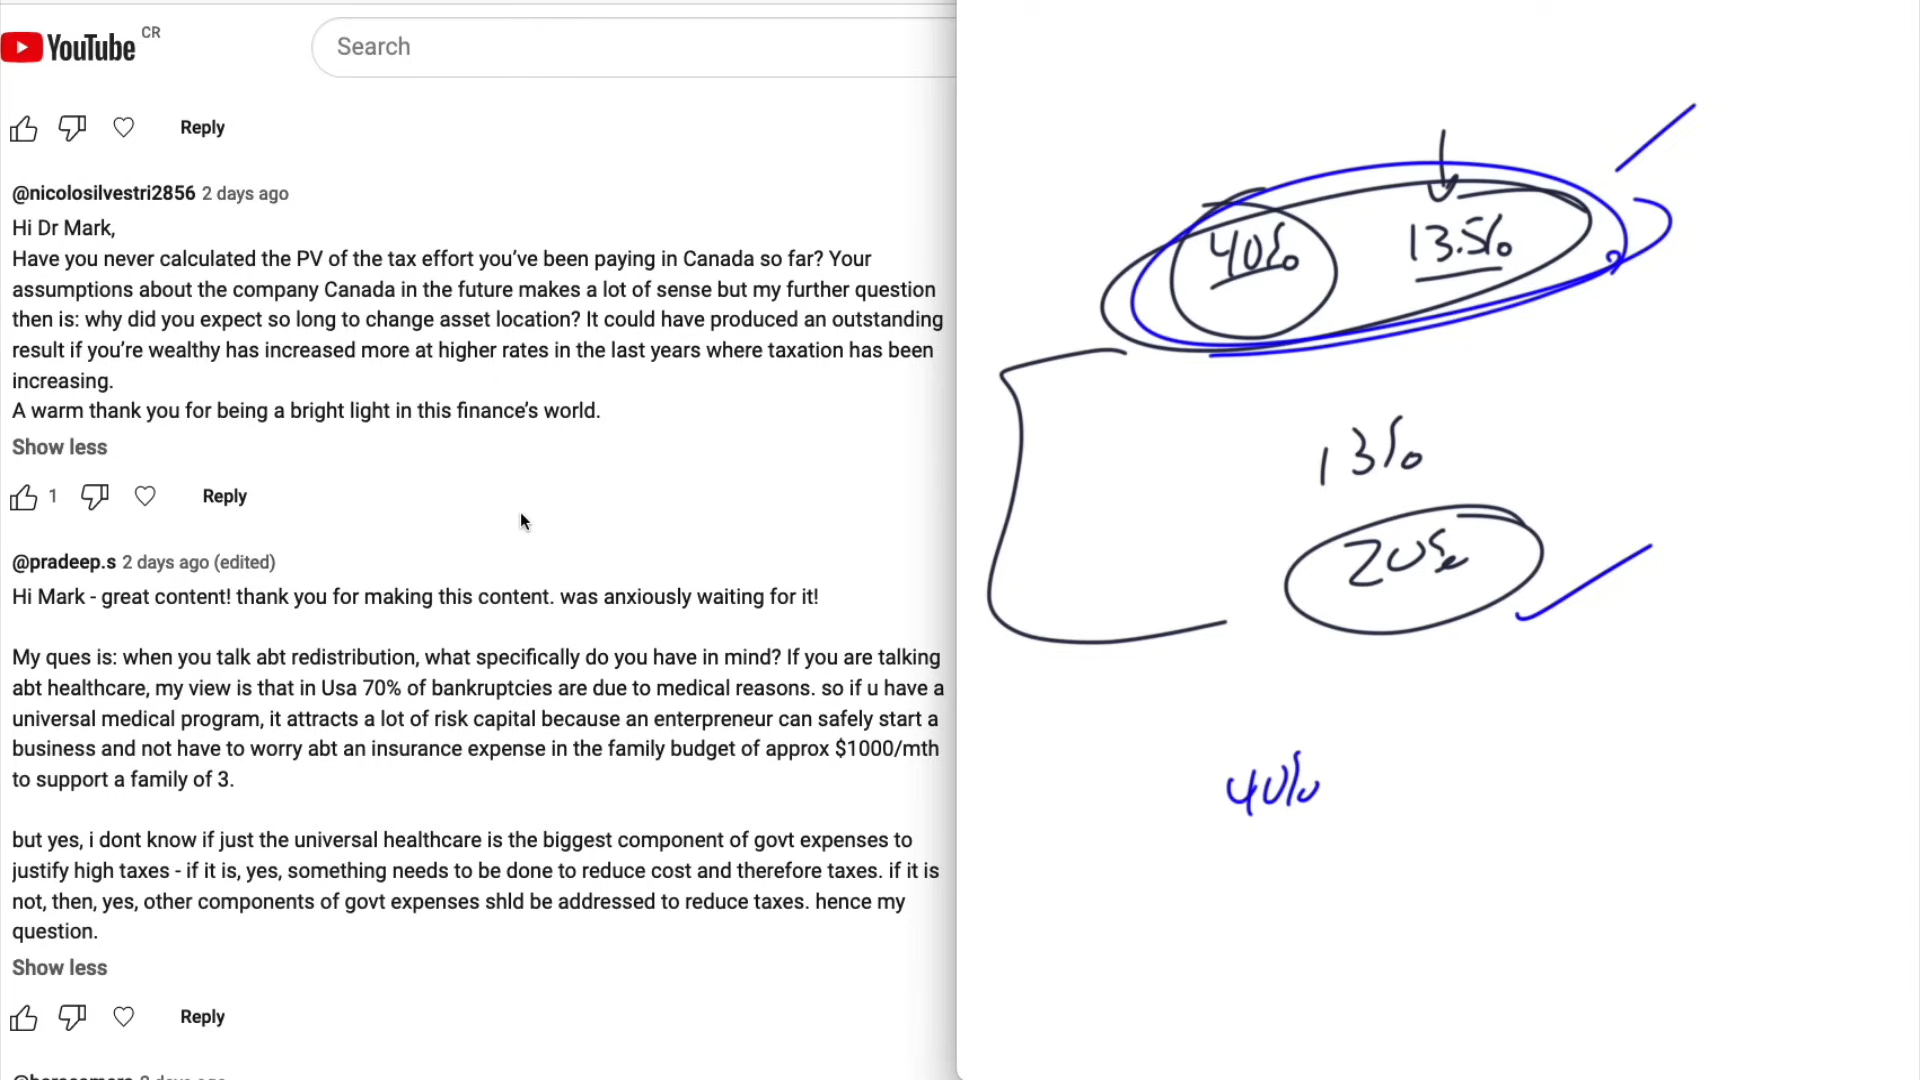 YouTube CR
Search
Reply
@nicolosilvestri2856 2 days ago
Hi Dr Mark,
Have you never calculated the PV of the tax effort you’ve been paying in Canada so far? Your
assumptions about the company Canada in the future makes a lot of sense but my further question
then is: why did you expect so long to change asset location? It could have produced an outstanding
result if you’re wealthy has increased more at higher rates in the last years where taxation has been
increasing.
A warm thank you for being a bright light in this finance’s world.
Show less
1
Reply
@pradeep.s 2 days ago (edited)
Hi Mark - great content! thank you for making this content. was anxiously waiting for it!
My ques is: when you talk abt redistribution, what specifically do you have in mind? If you are talking
abt healthcare, my view is that in Usa 70% of bankruptcies are due to medical reasons. so if u have a
universal medical program, it attracts a lot of risk capital because an enterpreneur can safely start a
business and not have to worry abt an insurance expense in the family budget of approx $1000/mth
to support a family of 3.
but yes, i dont know if just the universal healthcare is the biggest component of govt expenses to
justify high taxes - if it is, yes, something needs to be done to reduce cost and therefore taxes. if it is
not, then, yes, other components of govt expenses shld be addressed to reduce taxes. hence my
question.
Show less
Reply
40% 13.5%
13%
20%
40%